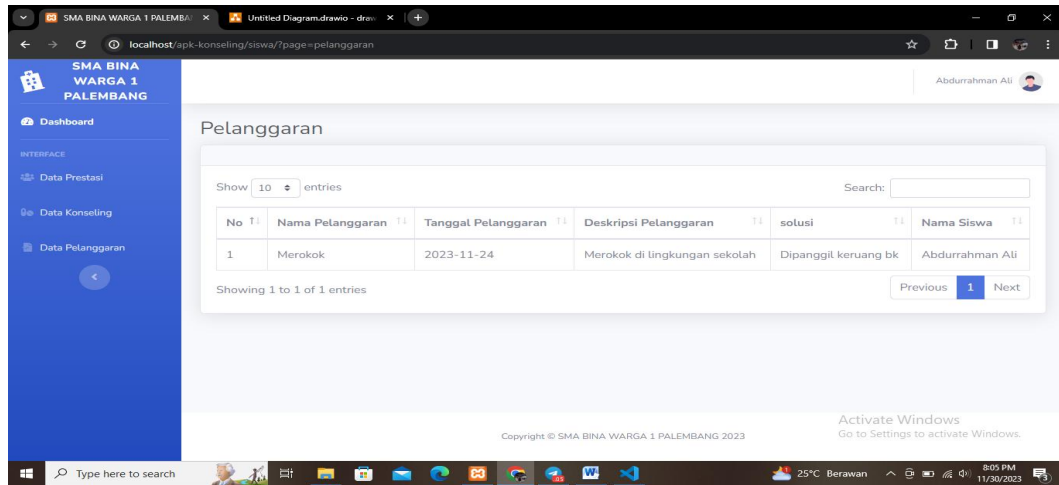 SMA BINA WARGA 1 PALEMBA
Untitled Diagram.drawio - draw
localhost/apk-konseling/siswa/?page=pelanggaran
SMA BINA
WARGA 1
PALEMBANG
Abdurrahman Ali
Dashboard
INTERFACE
Data Prestasi
Data Konseling
Data Pelanggaran
Pelanggaran
Show 10 entries
Search:
No Nama Pelanggaran Tanggal Pelanggaran Deskripsi Pelanggaran solusi Nama Siswa
1 Merokok 2023-11-24 Merokok di lingkungan sekolah Dipanggil keruang bk Abdurrahman Ali
Showing 1 to 1 of 1 entries
Previous 1 Next
Copyright © SMA BINA WARGA 1 PALEMBANG 2023
Activate Windows
Go to Settings to activate Windows.
Type here to search
25°C Berawan
8:05 PM
11/30/2023